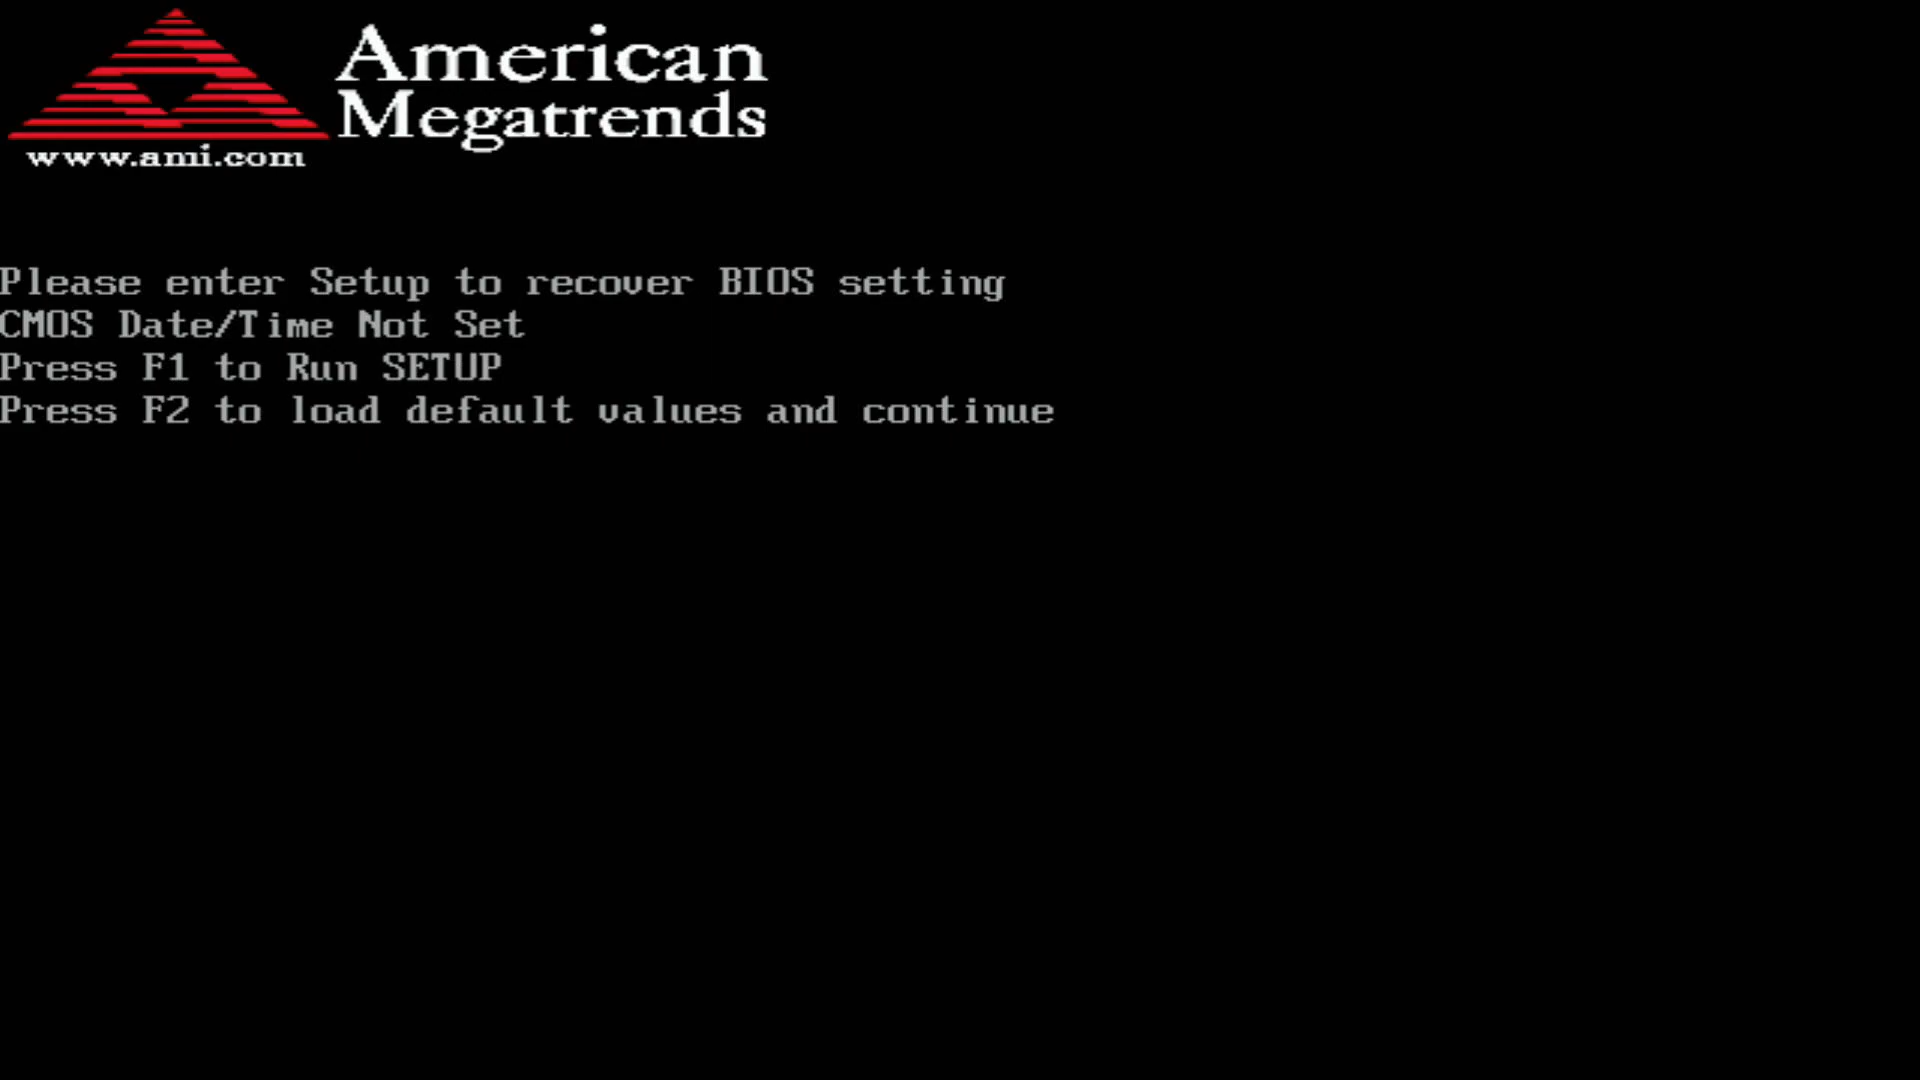 American
Megatrends
www.ami.com
Please enter Setup to recover BIOS setting
CMOS Date/Time Not Set
Press F1 to Run SETUP
Press F2 to load default values and continue